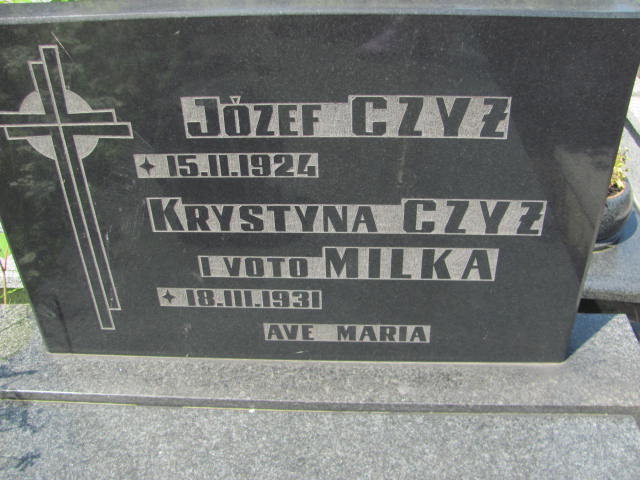 JÓZEF CZYŻ
15.II.1924
KRYSTYNA CZYŻ
I VOTO MILKA
18.III.1931
AVE MARIA